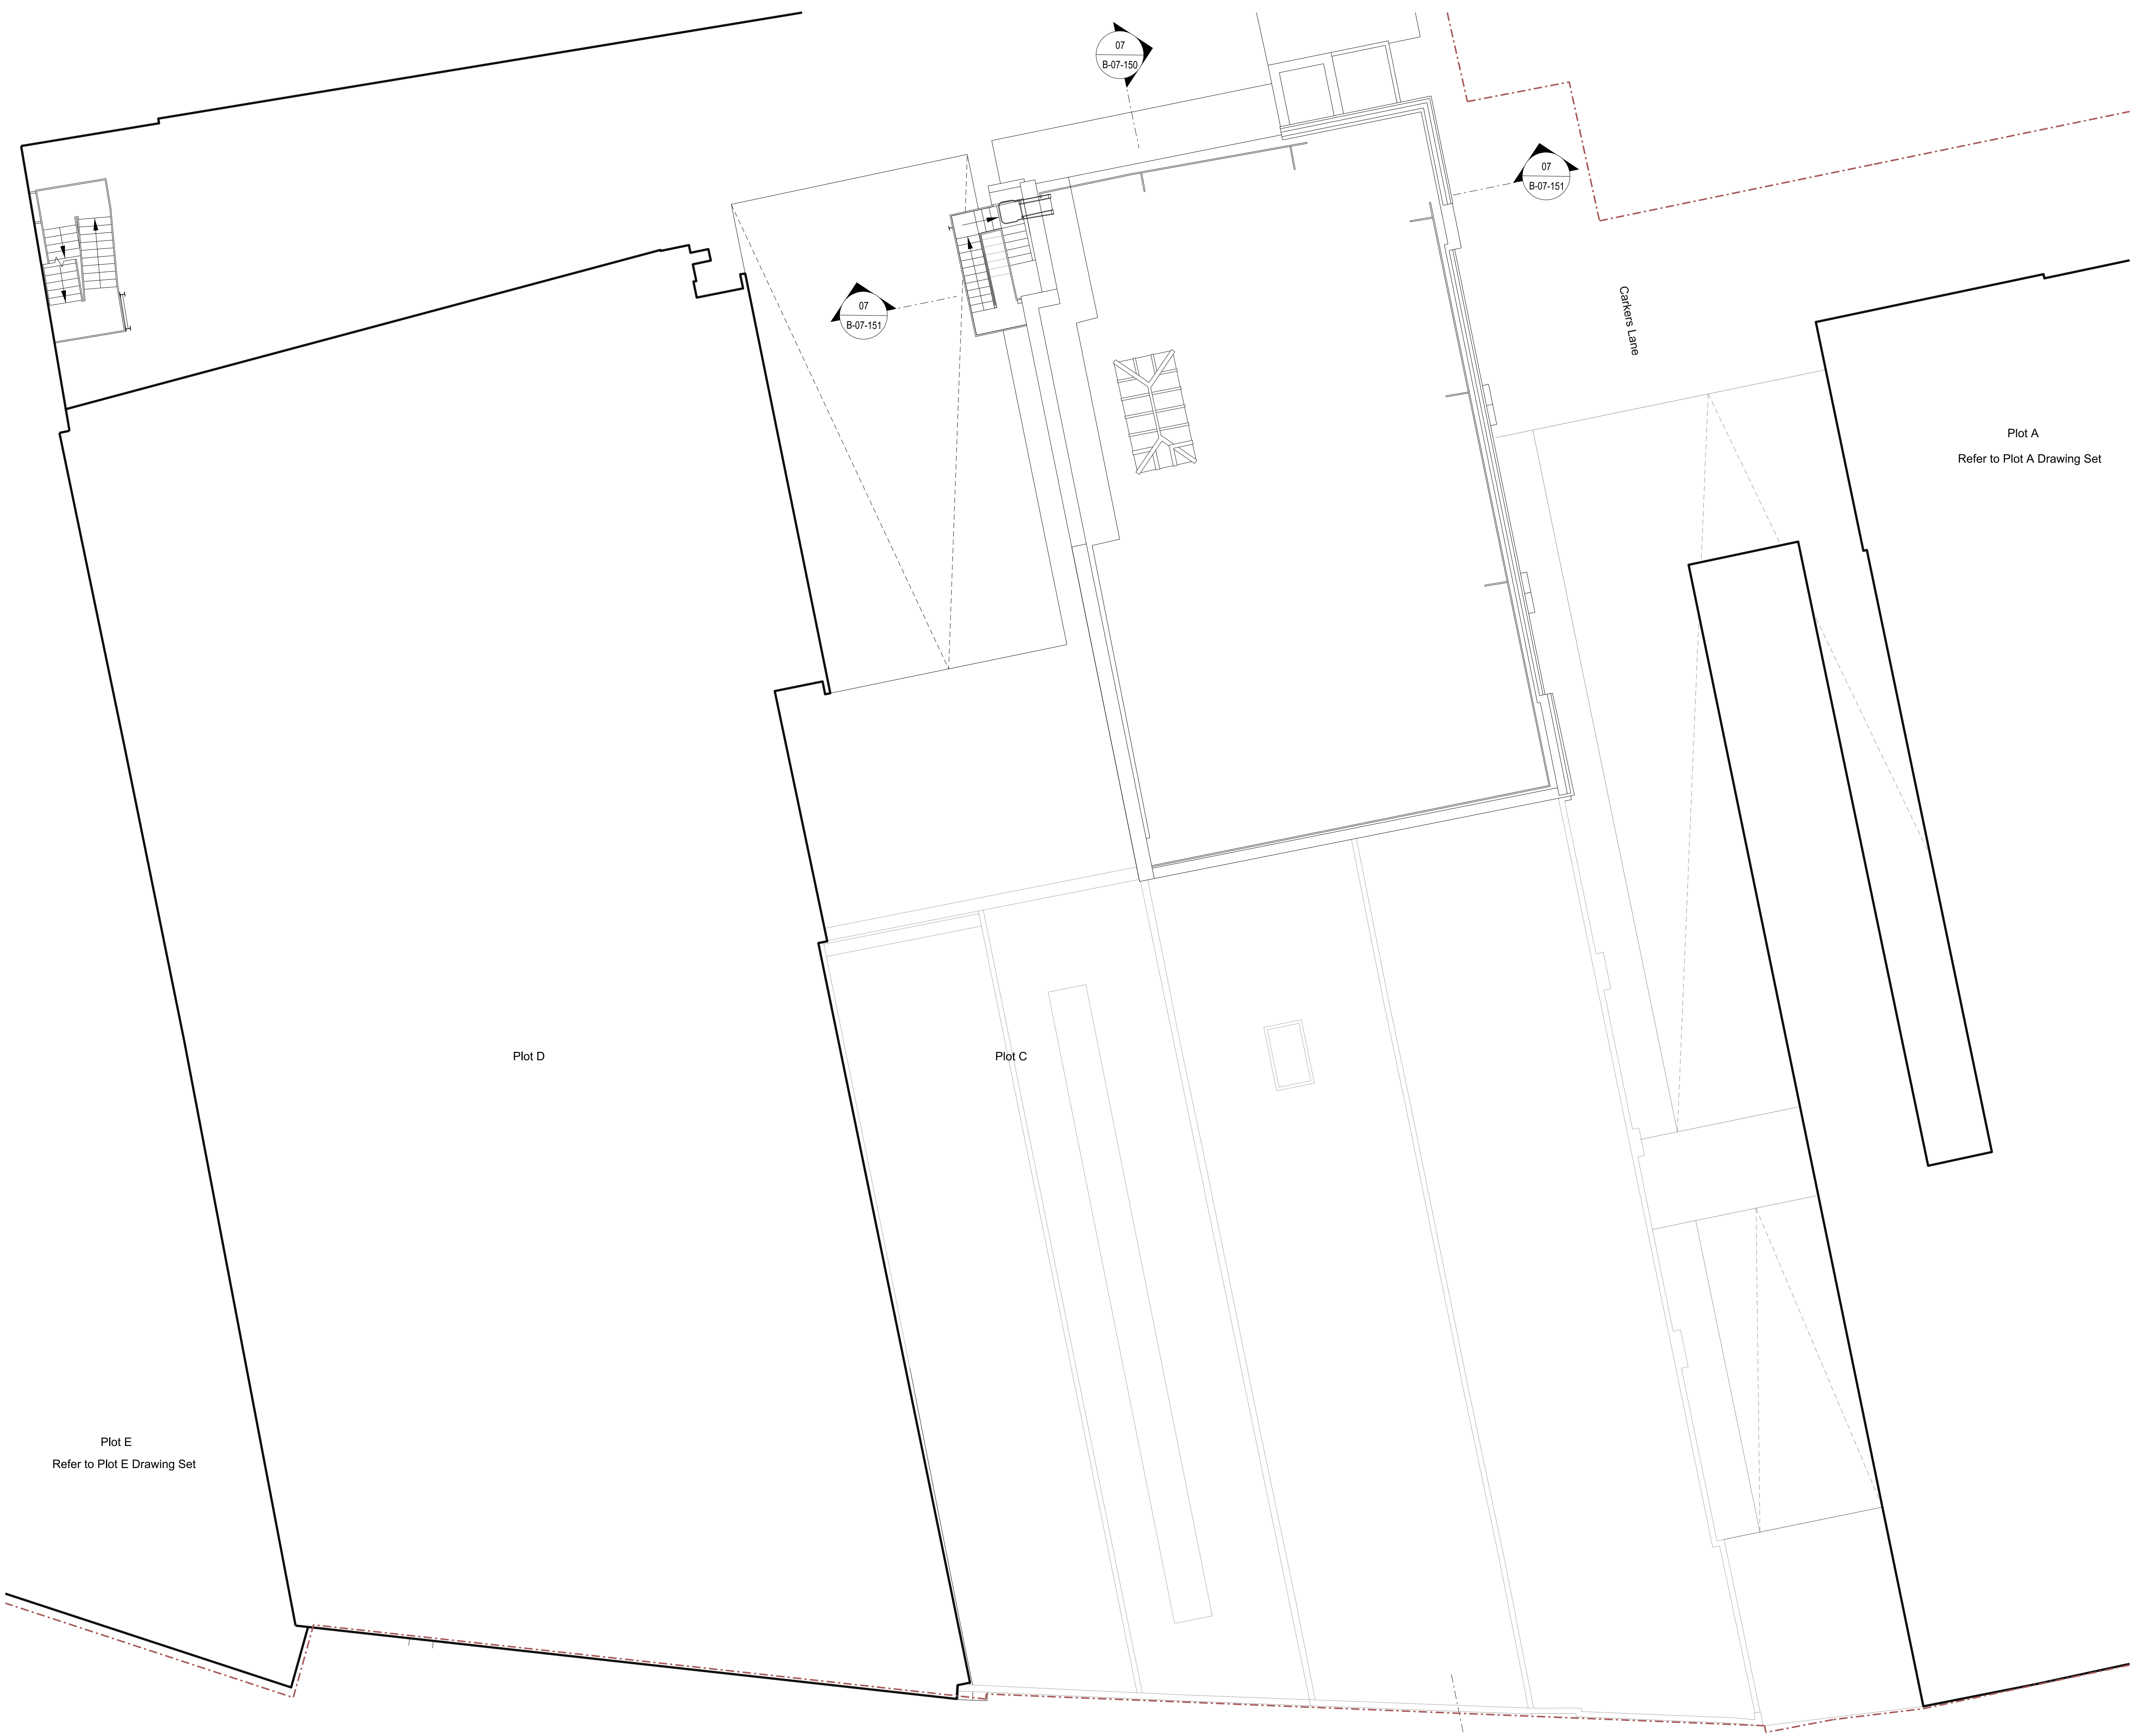 07
B-07-150
07
B-07-151
07
B-07-151
Carkers Lane
Plot A
Refer to Plot A Drawing Set
Plot D
Plot C
Plot E
Refer to Plot E Drawing Set